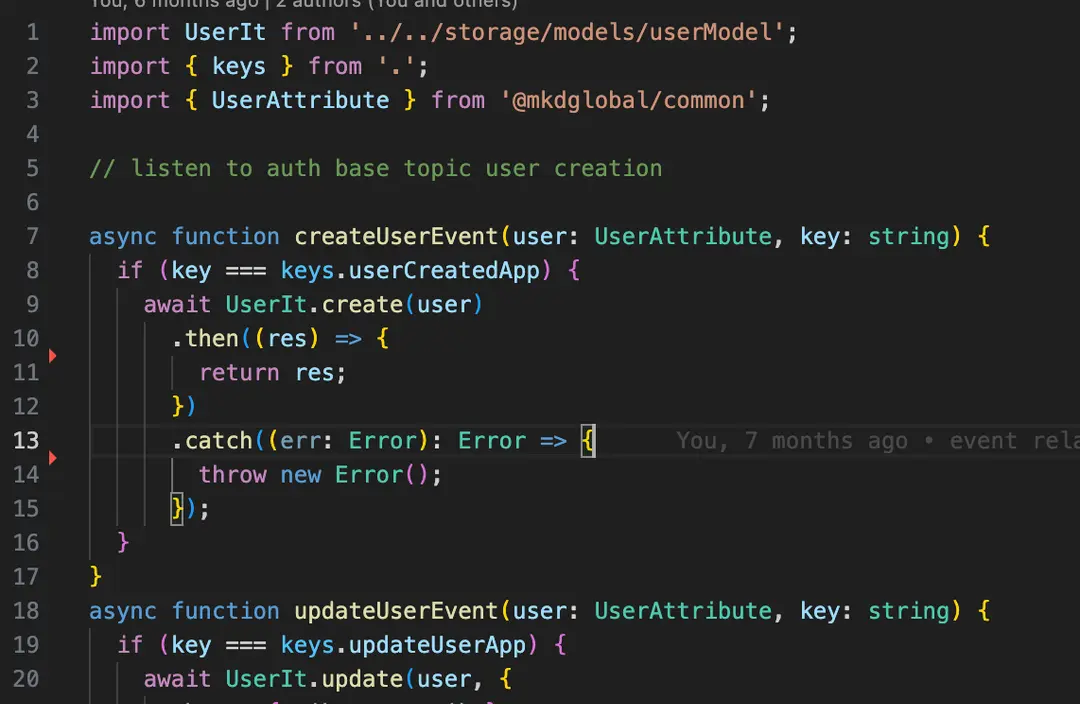 You, 6 months ago | 2 authors (You and others)
1 import UserIt from '../../storage/models/userModel';
2 import { keys } from '.';
3 import { UserAttribute } from '@mkdglobal/common';
4
5 // listen to auth base topic user creation
6
7 async function createUserEvent(user: UserAttribute, key: string) {
8 if (key === keys.userCreatedApp) {
9 await UserIt.create(user)
10 .then((res) => {
11 return res;
12 })
13 .catch((err: Error): Error => { You, 7 months ago • event rela
14 throw new Error();
15 });
16 }
17 }
18 async function updateUserEvent(user: UserAttribute, key: string) {
19 if (key === keys.updateUserApp) {
20 await UserIt.update(user, {